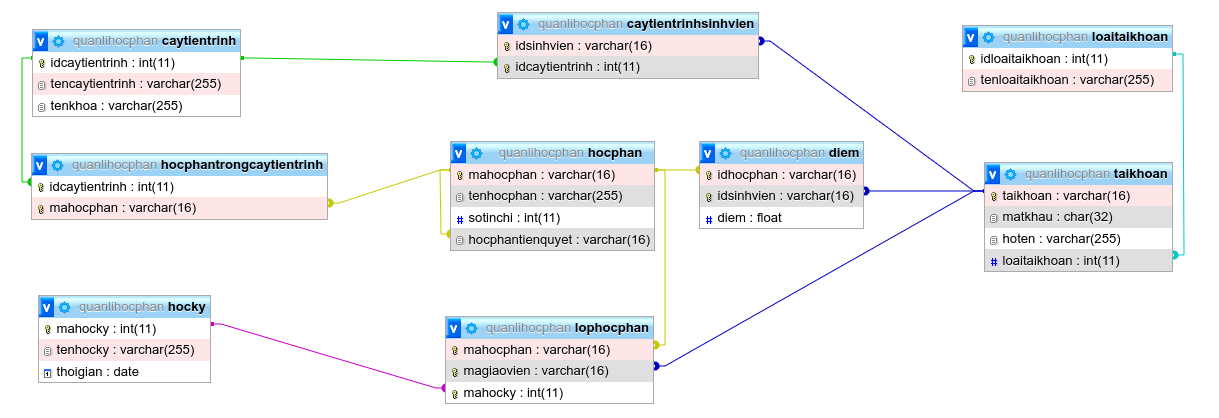 quanlihocphan caytientrinh
idcaytientrinh : int(11)
tencaytientrinh : varchar(255)
tenkhoa : varchar(255)
quanlihocphan caytientrinhsinhvien
idsinhvien : varchar(16)
idcaytientrinh : int(11)
quanlihocphan loaitaikhoan
idloaitaikhoan : int(11)
tenloaitaikhoan : varchar(255)
quanlihocphan hocphantrongcaytientrinh
idcaytientrinh : int(11)
mahocphan : varchar(16)
quanlihocphan hocphan
mahocphan : varchar(16)
tenhocphan : varchar(255)
sotinchi : int(11)
hocphantienquyet : varchar(16)
quanlihocphan diem
idhocphan : varchar(16)
idsinhvien : varchar(16)
diem : float
quanlihocphan taikhoan
taikhoan : varchar(16)
matkhau : char(32)
hoten : varchar(255)
loaitaikhoan : int(11)
quanlihocphan hocky
mahocky : int(11)
tenhocky : varchar(255)
thoigian : date
quanlihocphan lophocphan
mahocphan : varchar(16)
magiaovien : varchar(16)
mahocky : int(11)